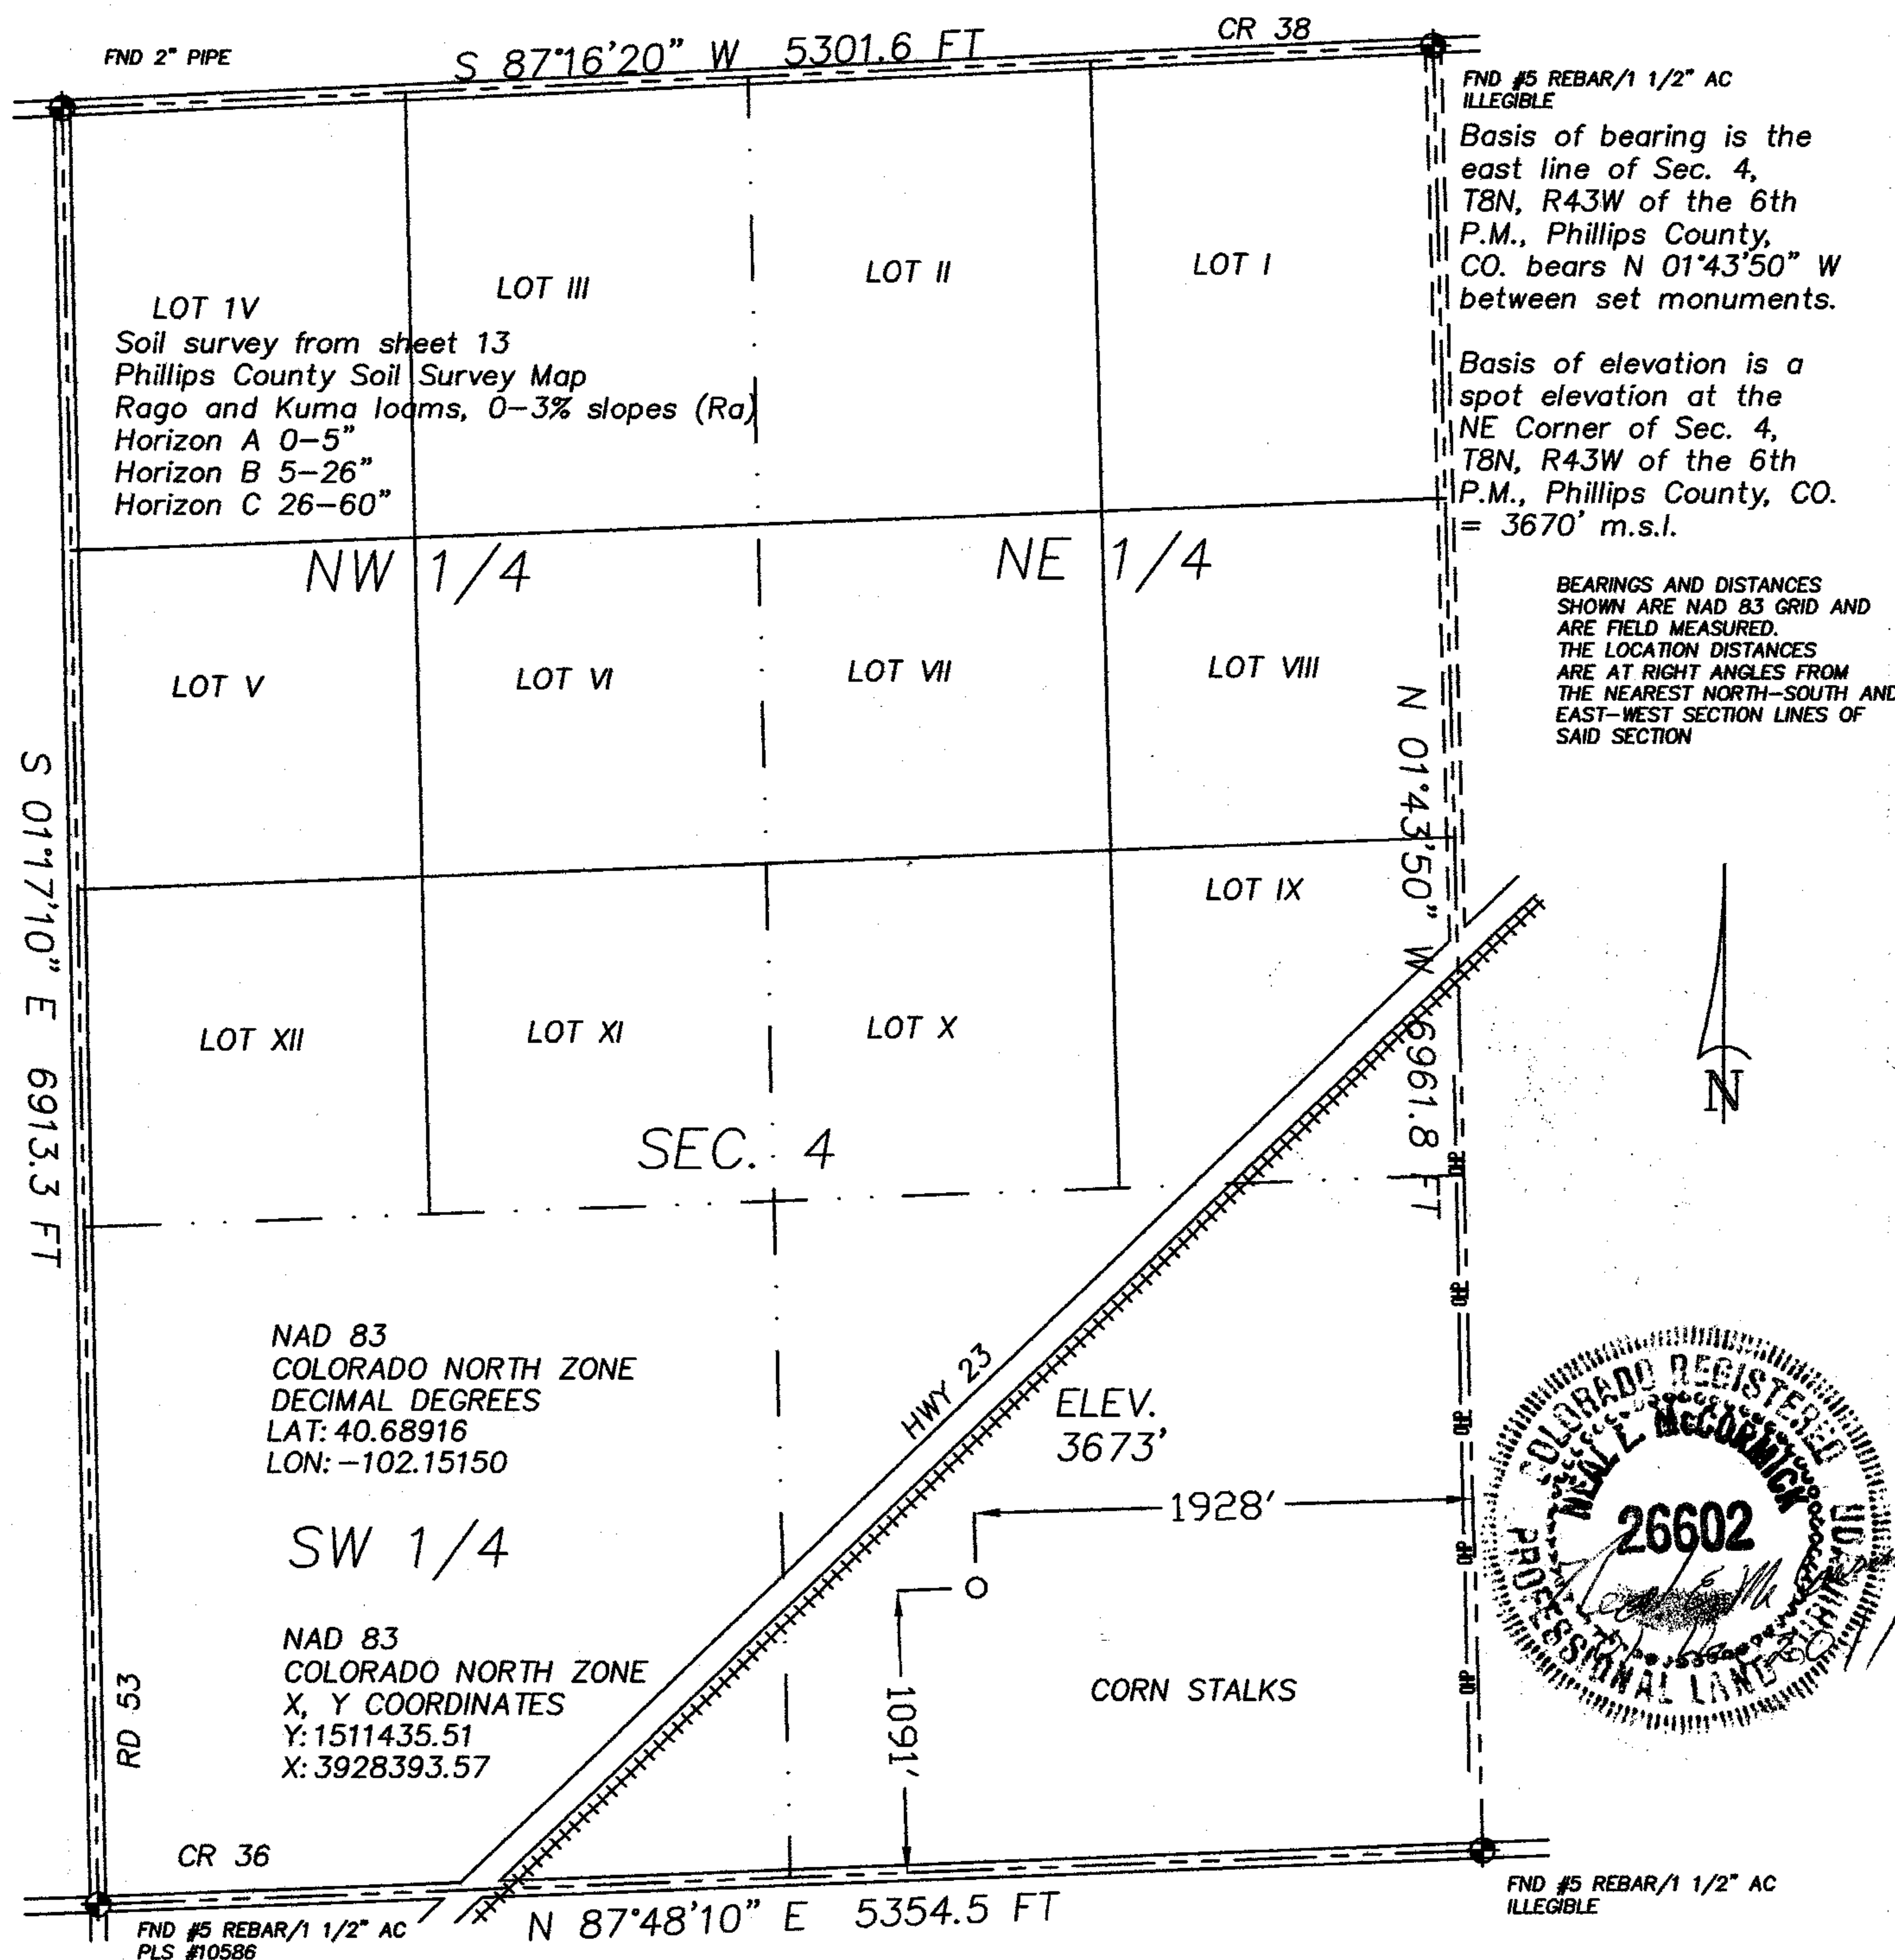 FND 2" PIPE
S 87°16'20" W 5301.6 FT
CR 38
FND #5 REBAR/1 1/2" AC
ILLEGIBLE
Basis of bearing is the
east line of Sec. 4,
T8N, R43W of the 6th
P.M., Phillips County,
CO. bears N 01°43'50" W
between set monuments.
Basis of elevation is a
spot elevation at the
NE Corner of Sec. 4,
T8N, R43W of the 6th
P.M., Phillips County, CO.
= 3670' m.s.l.
BEARINGS AND DISTANCES
SHOWN ARE NAD 83 GRID AND
ARE FIELD MEASURED.
THE LOCATION DISTANCES
ARE AT RIGHT ANGLES FROM
THE NEAREST NORTH-SOUTH AND
EAST-WEST SECTION LINES OF
SAID SECTION
LOT 1V
LOT III
LOT II
LOT I
Soil survey from sheet 13
Phillips County Soil Survey Map
Rago and Kuma loams, 0-3% slopes (Ra)
Horizon A 0-5"
Horizon B 5-26"
Horizon C 26-60"
NW 1/4
NE 1/4
LOT V
LOT VI
LOT VII
LOT VIII
S 01°17'10" E 6913.3 FT
N 01°43'50" W 6961.8 FT
LOT IX
LOT XII
LOT XI
LOT X
N
SEC. 4
OHP
OHP
OHP
OHP
OHP
NAD 83
COLORADO NORTH ZONE
DECIMAL DEGREES
LAT: 40.68916
LON: -102.15150
HWY 23
ELEV.
3673'
1928'
SW 1/4
1091'
NAD 83
COLORADO NORTH ZONE
X, Y COORDINATES
Y: 1511435.51
X: 3928393.57
CORN STALKS
RD 53
CR 36
COLORADO REGISTERED
NEAL E. McCORMICK
26602
PROFESSIONAL LAND
FND #5 REBAR/1 1/2" AC
PLS #10586
N 87°48'10" E 5354.5 FT
FND #5 REBAR/1 1/2" AC
ILLEGIBLE